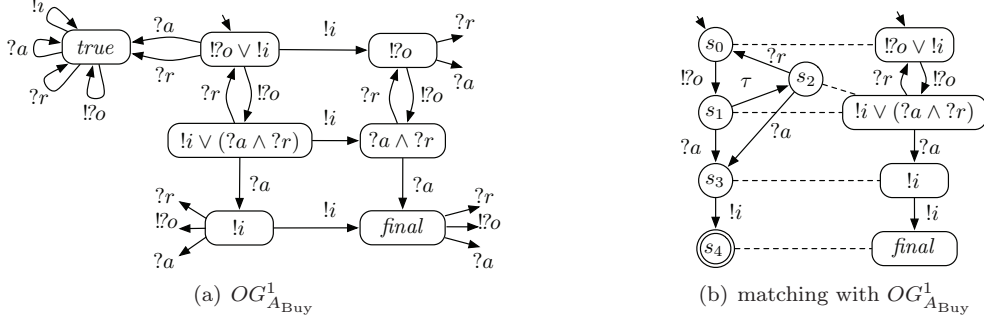 !i
?a
?r
!?o
true
?a
?r
!?o ∨ !i
!i
!?o
?r
?a
?r
!?o
?r
!?o
!i ∨ (?a ∧ ?r)
!i
?a ∧ ?r
?a
?a
?r
!?o
?a
!i
!i
final
?r
!?o
?a
(a) OG¹_{A_Buy}
s₀
!?o ∨ !i
?r
!?o
τ
s₂
?r
!?o
s₁
!i ∨ (?a ∧ ?r)
?a
?a
?a
s₃
!i
!i
!i
s₄
final
(b) matching with OG¹_{A_Buy}